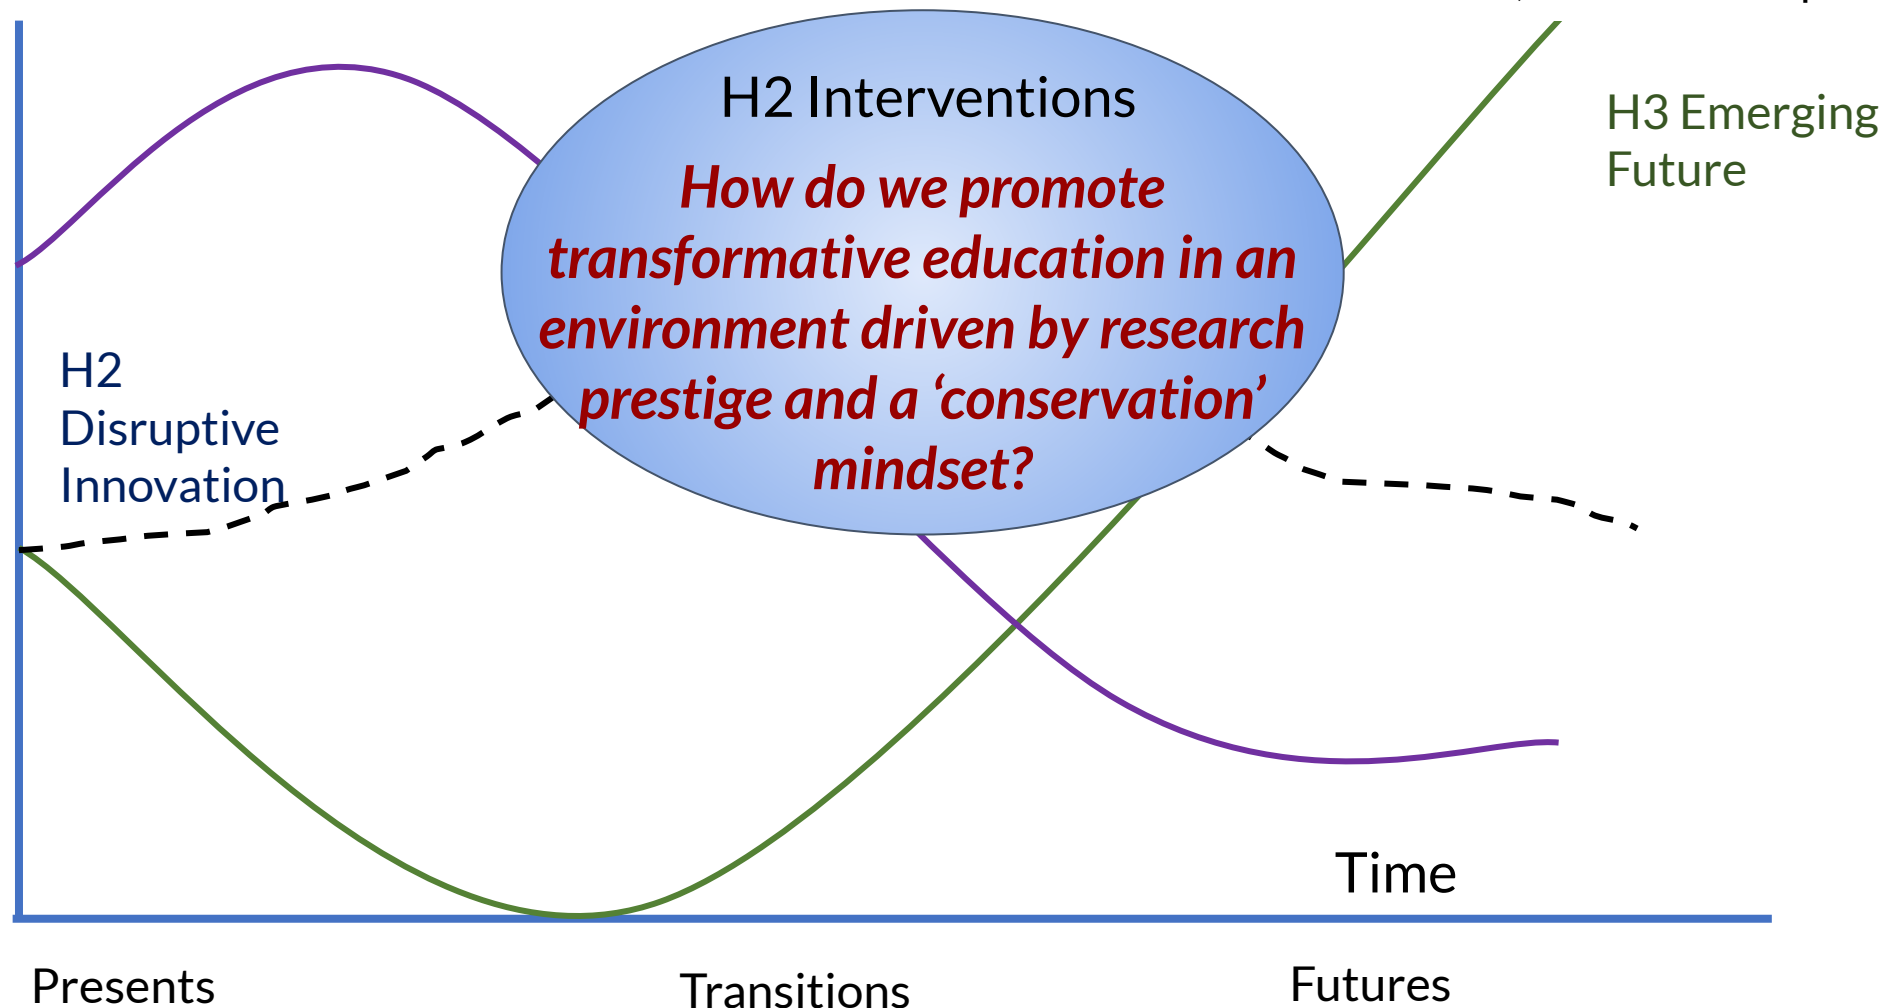 H2 Interventions
How do we promote
transformative education in an
environment driven by research
prestige and a ‘conservation’
mindset?
H3 Emerging
Future
H2
Disruptive
Innovation
Time
Presents
Transitions
Futures